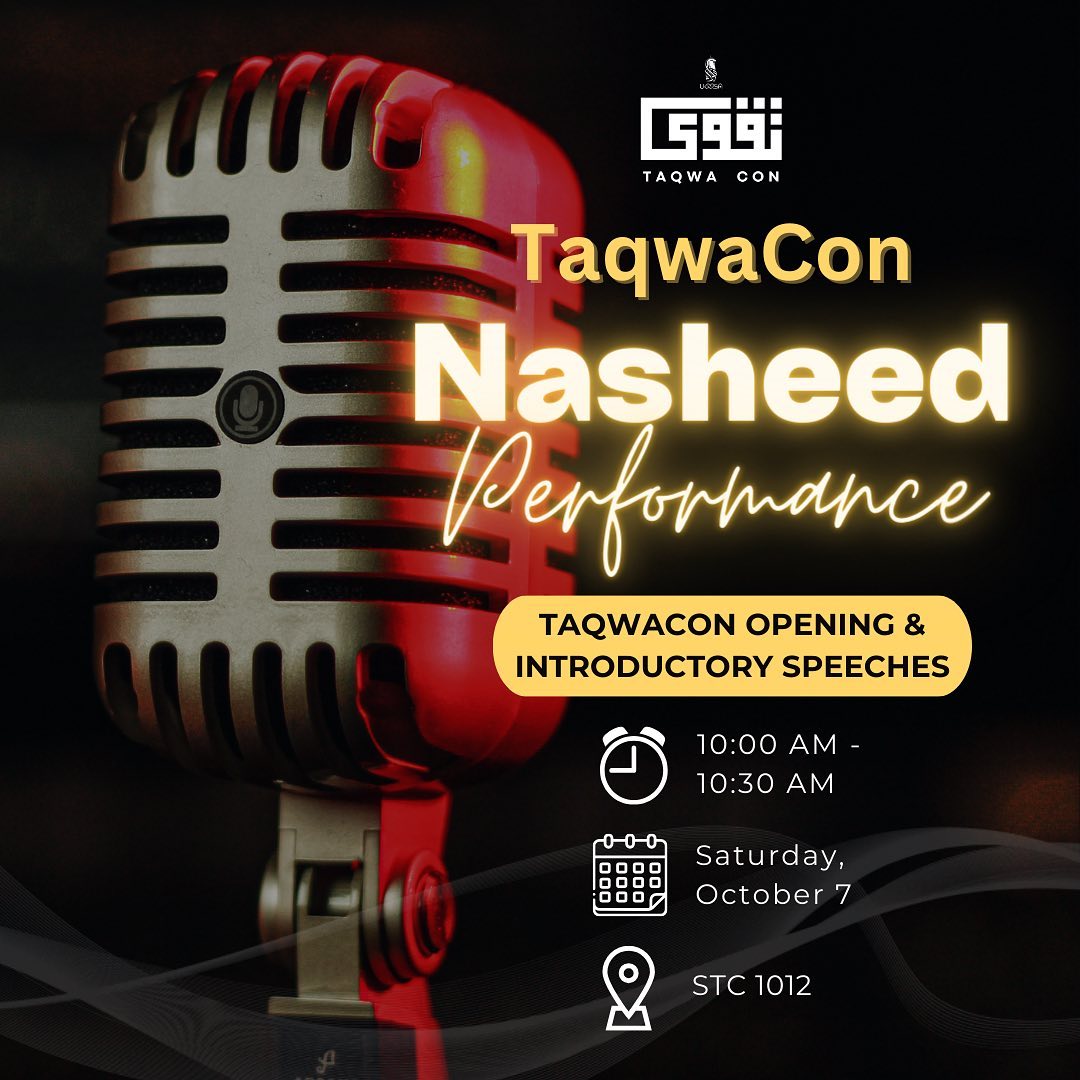 تقوى
TAQWA CON
TaqwaCon
Nasheed
Performance
TAQWACON OPENING &
INTRODUCTORY SPEECHES
10:00 AM -
10:30 AM
Saturday,
October 7
STC 1012